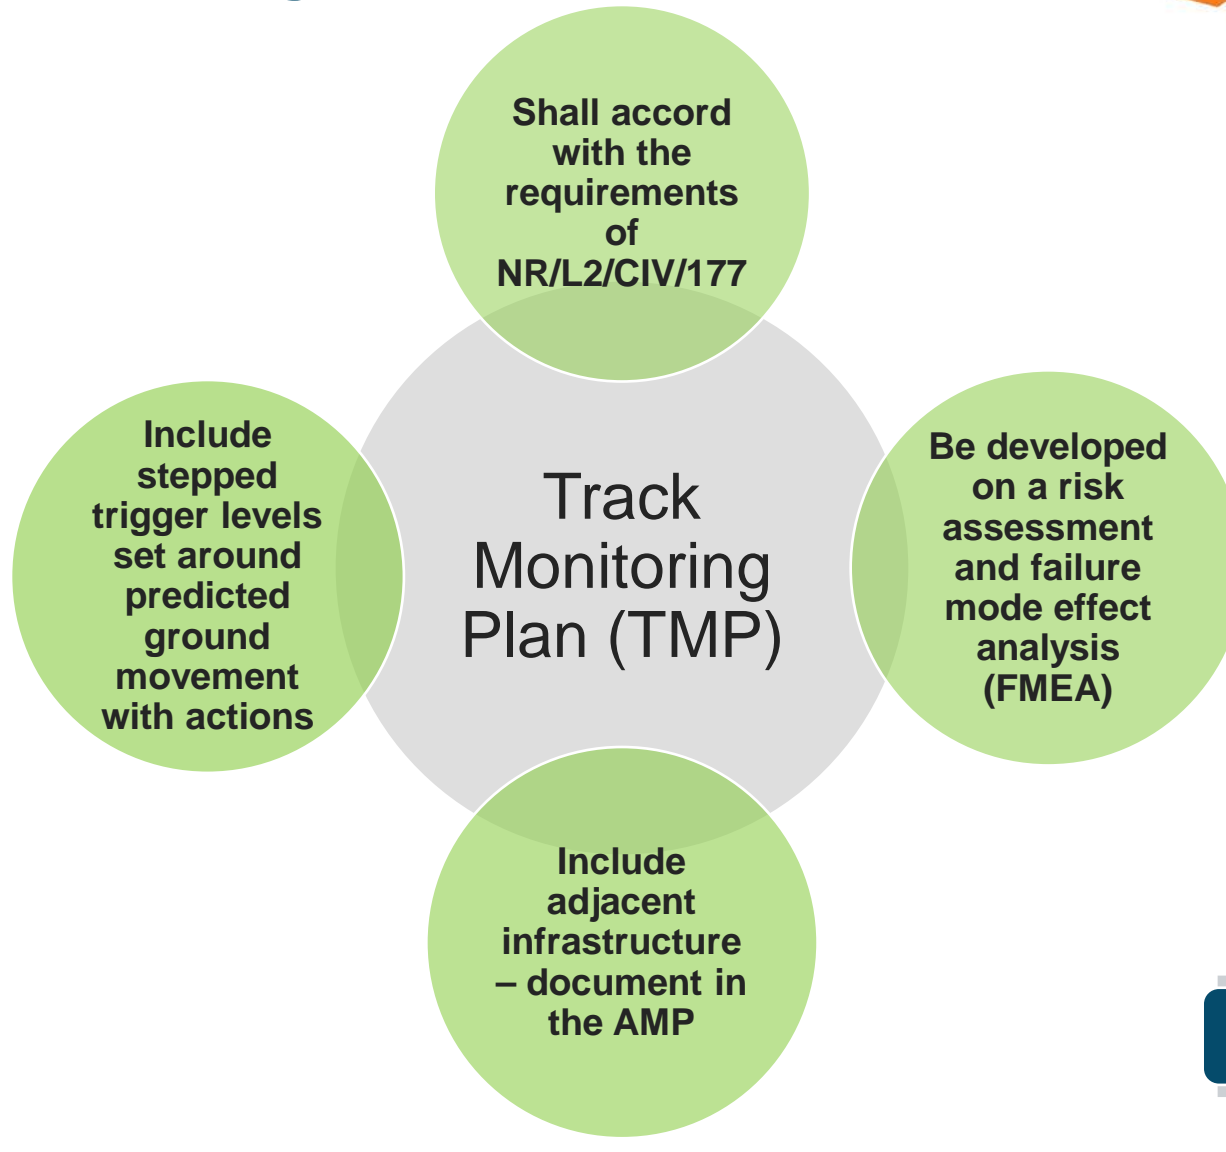 Shall accord
with the
requirements
of
NR/L2/CIV/177
Include
stepped
trigger levels
set around
predicted
ground
movement
with actions
Track
Monitoring
Plan (TMP)
Be developed
on a risk
assessment
and failure
mode effect
analysis
(FMEA)
Include
adjacent
infrastructure
– document in
the AMP